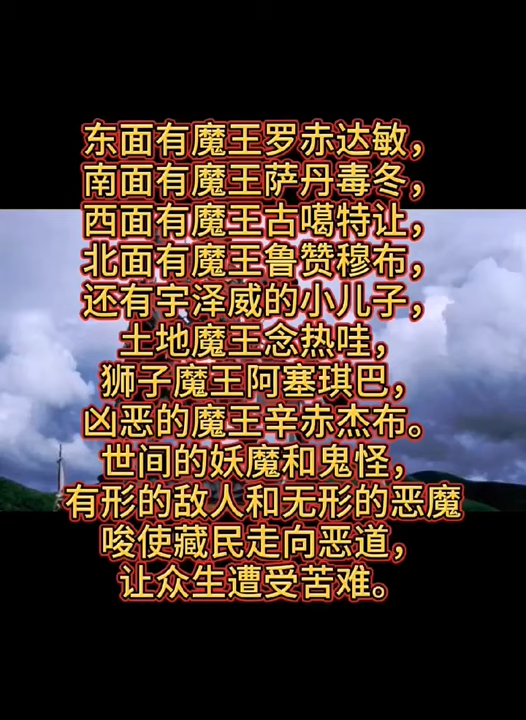 东面有魔王罗赤达敏，
南面有魔王萨丹毒冬，
西面有魔王古噶特让，
北面有魔王鲁赞穆布，
还有宇泽威的小儿子，
土地魔王念热哇，
狮子魔王阿塞琪巴，
凶恶的魔王辛赤杰布。
世间的妖魔和鬼怪，
有形的敌人和无形的恶魔
唆使藏民走向恶道，
让众生遭受苦难。